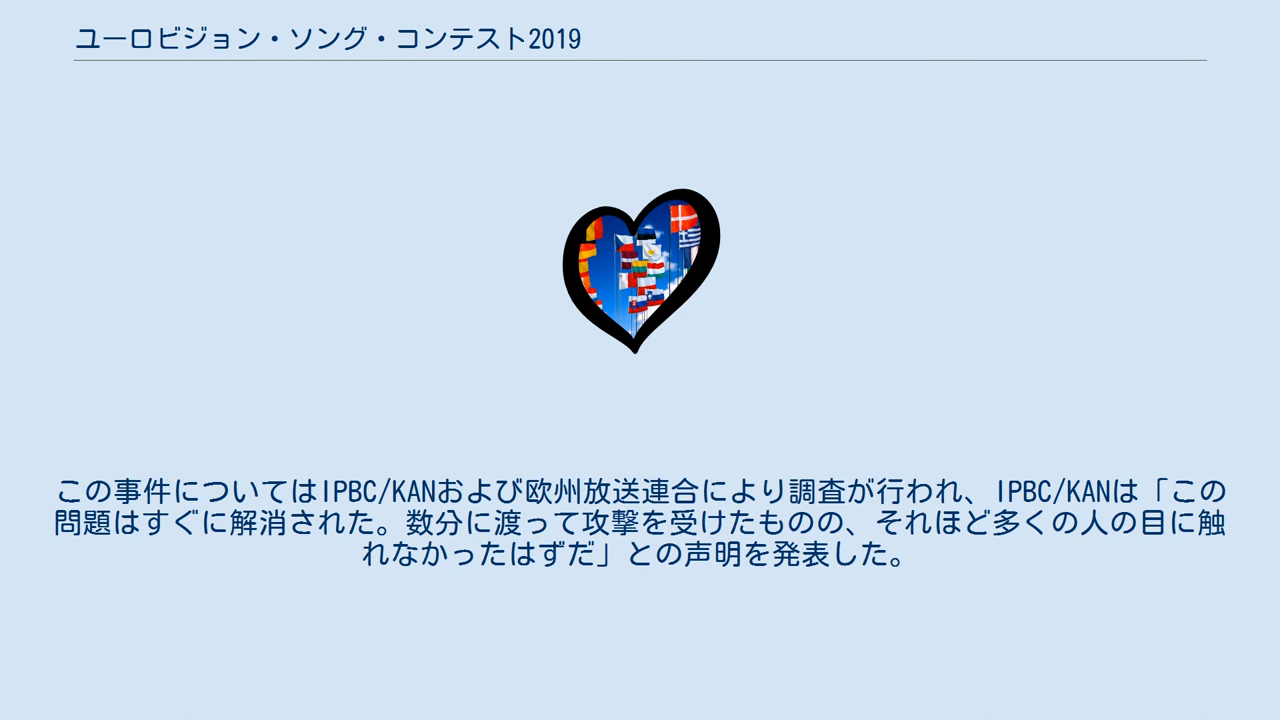 ユーロビジョン・ソング・コンテスト2019
この事件についてはIPBC/KANおよび欧州放送連合により調査が行われ、IPBC/KANは「この
問題はすぐに解消された。数分に渡って攻撃を受けたものの、それほど多くの人の目に触
れなかったはずだ」との声明を発表した。